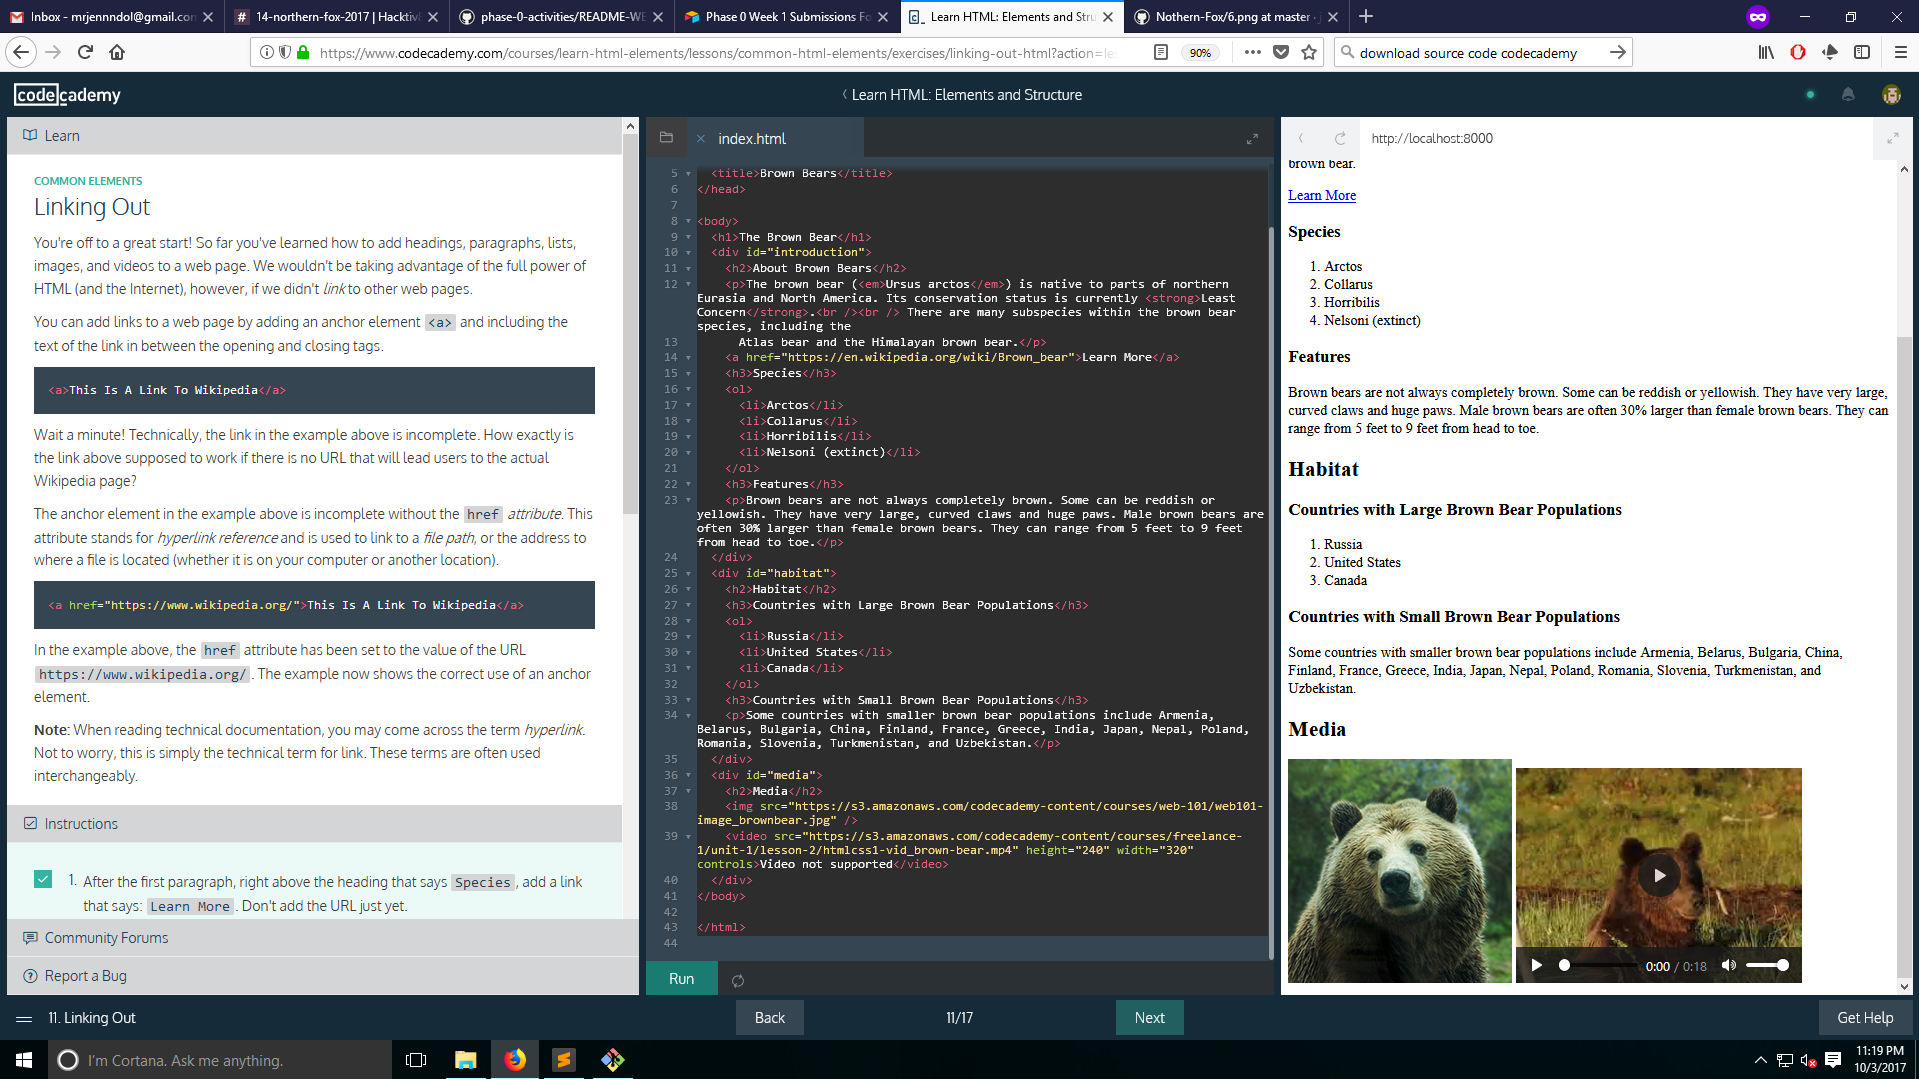 Inbox - mrjennndol@gmail.com
14-northern-fox-2017 | Hacktiv8
phase-0-activities/README-WE
Phase 0 Week 1 Submissions Fo
Learn HTML: Elements and Stru
Nothern-Fox/6.png at master · j
https://www.codecademy.com/courses/learn-html-elements/lessons/common-html-elements/exercises/linking-out-html?action=les
90%
download source code codecademy
codecademy
Learn HTML: Elements and Structure
Learn
COMMON ELEMENTS
Linking Out
You're off to a great start! So far you've learned how to add headings, paragraphs, lists,
images, and videos to a web page. We wouldn't be taking advantage of the full power of
HTML (and the Internet), however, if we didn't link to other web pages.
You can add links to a web page by adding an anchor element <a> and including the
text of the link in between the opening and closing tags.
<a>This Is A Link To Wikipedia</a>
Wait a minute! Technically, the link in the example above is incomplete. How exactly is
the link above supposed to work if there is no URL that will lead users to the actual
Wikipedia page?
The anchor element in the example above is incomplete without the href attribute. This
attribute stands for hyperlink reference and is used to link to a file path, or the address to
where a file is located (whether it is on your computer or another location).
<a href="https://www.wikipedia.org/">This Is A Link To Wikipedia</a>
In the example above, the href attribute has been set to the value of the URL
https://www.wikipedia.org/. The example now shows the correct use of an anchor
element.
Note: When reading technical documentation, you may come across the term hyperlink.
Not to worry, this is simply the technical term for link. These terms are often used
interchangeably.
Instructions
1. After the first paragraph, right above the heading that says Species, add a link
that says: Learn More. Don't add the URL just yet.
Community Forums
Report a Bug
index.html
5 <title>Brown Bears</title>
6 </head>
7
8 <body>
9 <h1>The Brown Bear</h1>
10 <div id="introduction">
11 <h2>About Brown Bears</h2>
12 <p>The brown bear (<em>Ursus arctos</em>) is native to parts of northern
Eurasia and North America. Its conservation status is currently <strong>Least
Concern</strong>.<br /><br /> There are many subspecies within the brown bear
species, including the
13 Atlas bear and the Himalayan brown bear.</p>
14 <a href="https://en.wikipedia.org/wiki/Brown_bear">Learn More</a>
15 <h3>Species</h3>
16 <ol>
17 <li>Arctos</li>
18 <li>Collarus</li>
19 <li>Horribilis</li>
20 <li>Nelsoni (extinct)</li>
21 </ol>
22 <h3>Features</h3>
23 <p>Brown bears are not always completely brown. Some can be reddish or
yellowish. They have very large, curved claws and huge paws. Male brown bears are
often 30% larger than female brown bears. They can range from 5 feet to 9 feet
from head to toe.</p>
24 </div>
25 <div id="habitat">
26 <h2>Habitat</h2>
27 <h3>Countries with Large Brown Bear Populations</h3>
28 <ol>
29 <li>Russia</li>
30 <li>United States</li>
31 <li>Canada</li>
32 </ol>
33 <h3>Countries with Small Brown Bear Populations</h3>
34 <p>Some countries with smaller brown bear populations include Armenia,
Belarus, Bulgaria, China, Finland, France, Greece, India, Japan, Nepal, Poland,
Romania, Slovenia, Turkmenistan, and Uzbekistan.</p>
35 </div>
36 <div id="media">
37 <h2>Media</h2>
38 <img src="https://s3.amazonaws.com/codecademy-content/courses/web-101/web101-
image_brownbear.jpg" />
39 <video src="https://s3.amazonaws.com/codecademy-content/courses/freelance-
1/unit-1/lesson-2/htmlcss1-vid_brown-bear.mp4" height="240" width="320"
controls>Video not supported</video>
40 </div>
41 </body>
42
43 </html>
44
Run
http://localhost:8000
brown bear.
Learn More
Species
1. Arctos
2. Collarus
3. Horribilis
4. Nelsoni (extinct)
Features
Brown bears are not always completely brown. Some can be reddish or yellowish. They have very large,
curved claws and huge paws. Male brown bears are often 30% larger than female brown bears. They can
range from 5 feet to 9 feet from head to toe.
Habitat
Countries with Large Brown Bear Populations
1. Russia
2. United States
3. Canada
Countries with Small Brown Bear Populations
Some countries with smaller brown bear populations include Armenia, Belarus, Bulgaria, China,
Finland, France, Greece, India, Japan, Nepal, Poland, Romania, Slovenia, Turkmenistan, and
Uzbekistan.
Media
0:00 / 0:18
11. Linking Out
Back
11/17
Next
Get Help
I'm Cortana. Ask me anything.
11:19 PM
10/3/2017